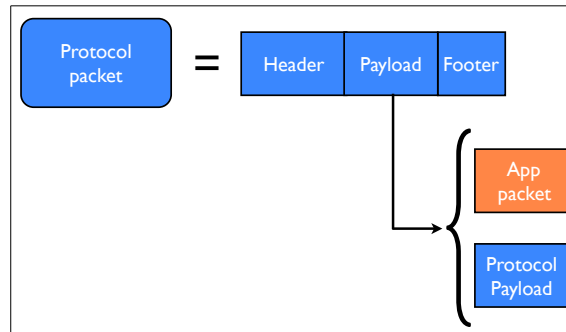 Protocol
packet
=
Header
Payload
Footer
App
packet
Protocol
Payload